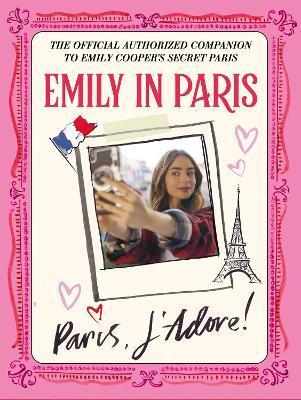 THE OFFICIAL AUTHORIZED COMPANION
TO EMILY COOPER'S SECRET PARIS
EMILY IN PARIS
Paris, J'Adore!